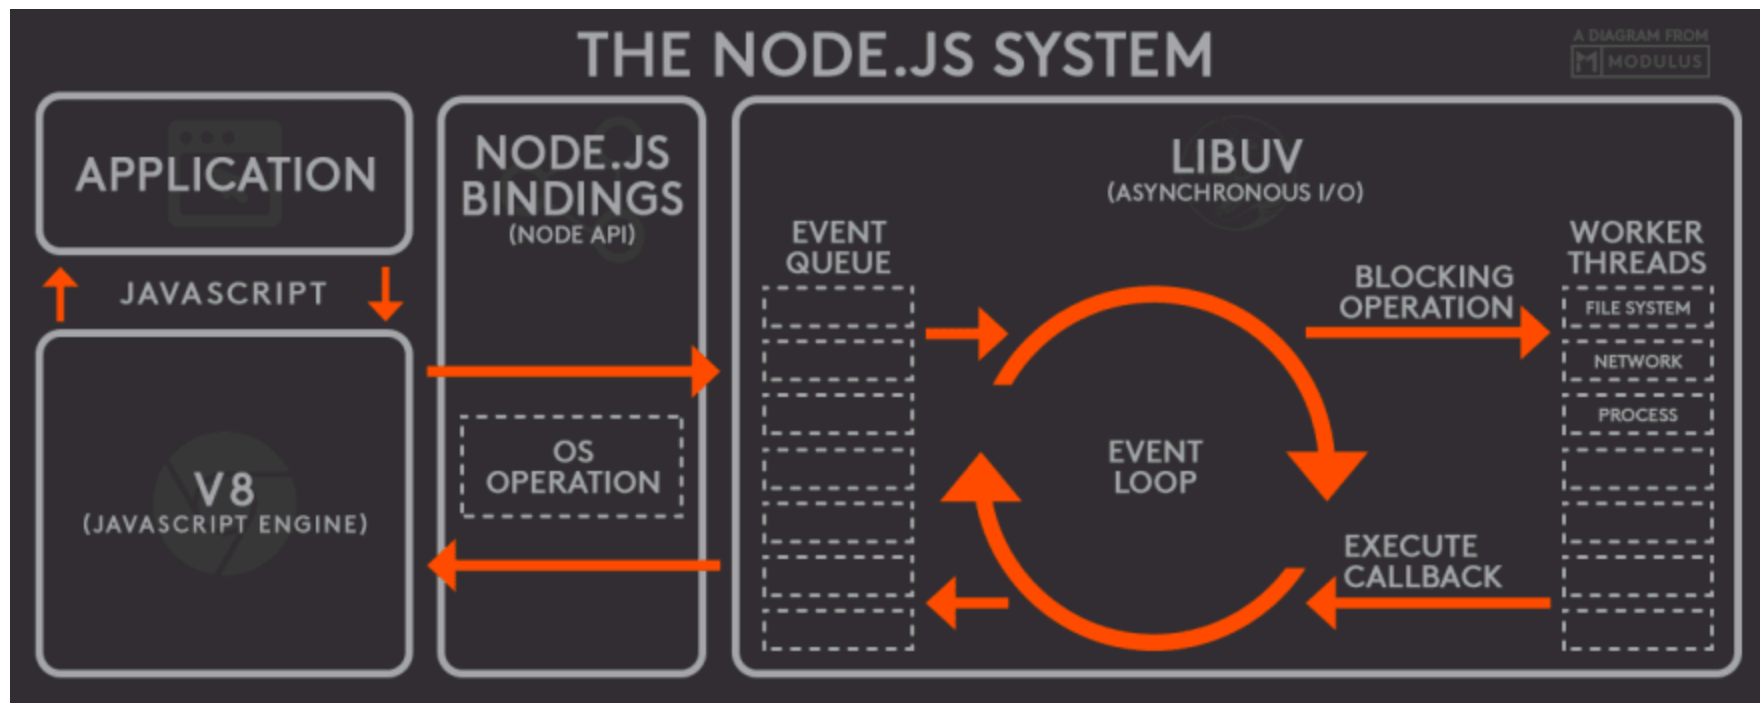 THE NODE.JS SYSTEM
A DIAGRAM FROM
MODULUS
APPLICATION
JAVASCRIPT
V8
(JAVASCRIPT ENGINE)
NODE.JS
BINDINGS
(NODE API)
OS
OPERATION
LIBUV
(ASYNCHRONOUS I/O)
EVENT
QUEUE
EVENT
LOOP
BLOCKING
OPERATION
EXECUTE
CALLBACK
WORKER
THREADS
FILE SYSTEM
NETWORK
PROCESS